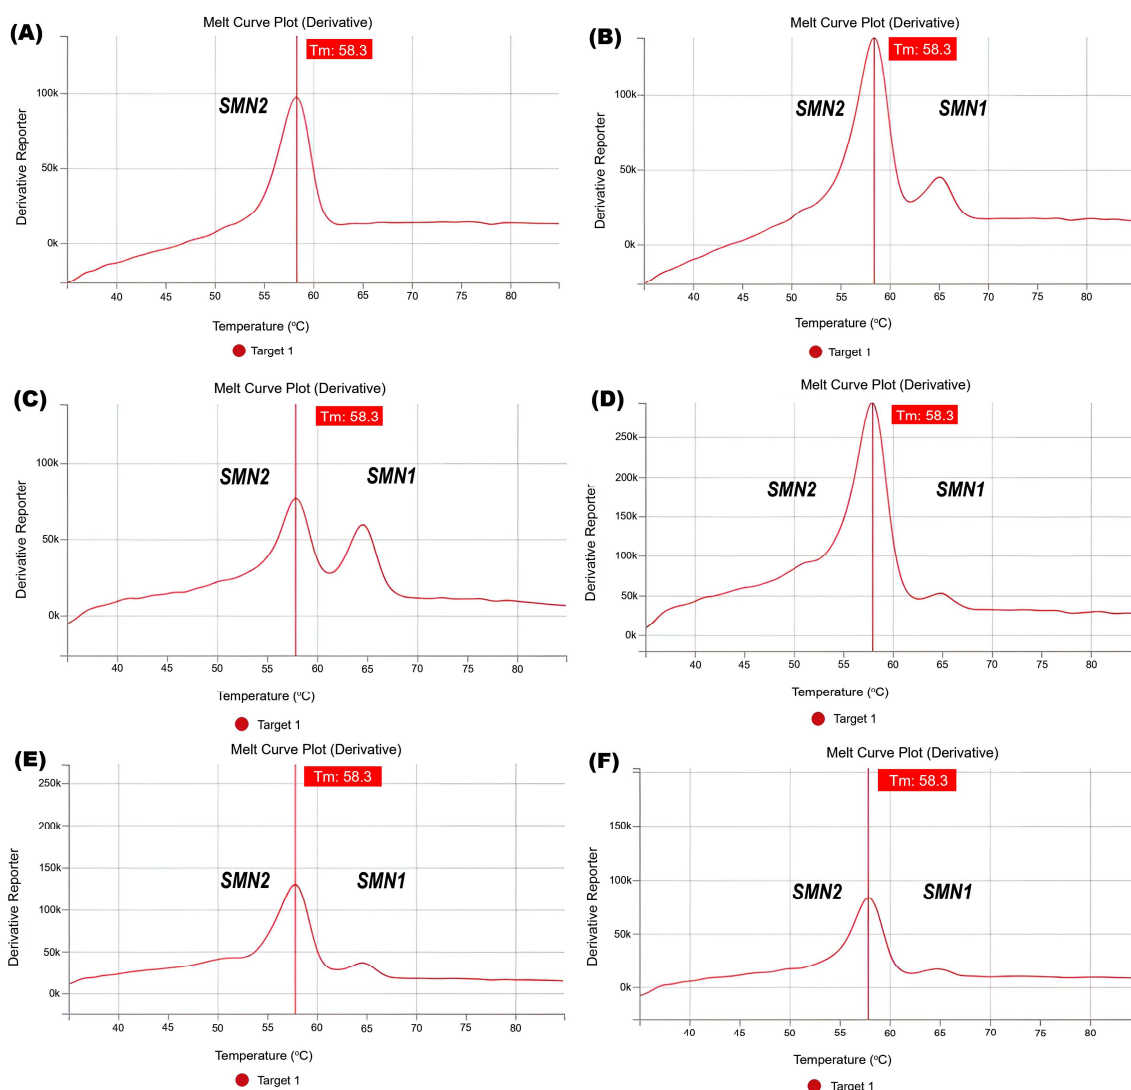 (A)
Melt Curve Plot (Derivative)
Tm: 58.3
SMN2
Derivative Reporter
100k
50k
0k
40 45 50 55 60 65 70 75 80
Temperature (°C)
Target 1
(B)
Melt Curve Plot (Derivative)
Tm: 58.3
SMN2 SMN1
Derivative Reporter
100k
50k
0k
40 45 50 55 60 65 70 75 80
Temperature (°C)
Target 1
(C)
Melt Curve Plot (Derivative)
Tm: 58.3
SMN2 SMN1
Derivative Reporter
100k
50k
0k
40 45 50 55 60 65 70 75 80
Temperature (°C)
Target 1
(D)
Melt Curve Plot (Derivative)
Tm: 58.3
SMN2 SMN1
Derivative Reporter
250k
200k
150k
100k
50k
0k
40 45 50 55 60 65 70 75 80
Temperature (°C)
Target 1
(E)
Melt Curve Plot (Derivative)
Tm: 58.3
SMN2 SMN1
Derivative Reporter
250k
200k
150k
100k
50k
0k
40 45 50 55 60 65 70 75 80
Temperature (°C)
Target 1
(F)
Melt Curve Plot (Derivative)
Tm: 58.3
SMN2 SMN1
Derivative Reporter
150k
100k
50k
0k
40 45 50 55 60 65 70 75 80
Temperature (°C)
Target 1